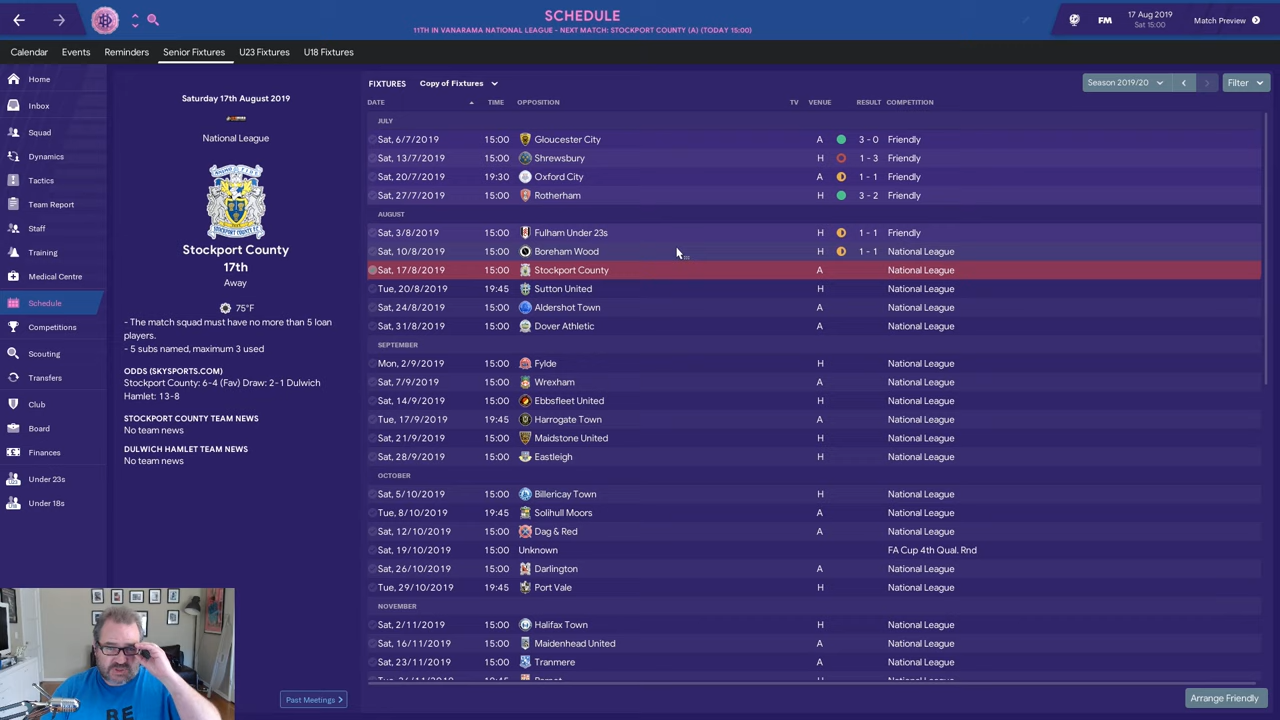 SCHEDULE
11TH IN VANARAMA NATIONAL LEAGUE - NEXT MATCH: STOCKPORT COUNTY (A) (TODAY 15:00)
FM
17 Aug 2019
Sat 15:00
Match Preview
Calendar Events Reminders Senior Fixtures U23 Fixtures U18 Fixtures
Home
Inbox
Squad
Dynamics
Tactics
Team Report
Staff
Training
Medical Centre
Schedule
Competitions
Scouting
Transfers
Club
Board
Finances
Under 23s
Under 18s
Saturday 17th August 2019
National League
Stockport County
17th
Away
75°F
- The match squad must have no more than 5 loan
players.
- 5 subs named, maximum 3 used
ODDS (SKYSPORTS.COM)
Stockport County: 6-4 (Fav) Draw: 2-1 Dulwich
Hamlet: 13-8
STOCKPORT COUNTY TEAM NEWS
No team news
DULWICH HAMLET TEAM NEWS
No team news
Past Meetings
FIXTURES Copy of Fixtures Season 2019/20 Filter
DATE TIME OPPOSITION TV VENUE RESULT COMPETITION
JULY
Sat, 6/7/2019 15:00 Gloucester City A 3 - 0 Friendly
Sat, 13/7/2019 15:00 Shrewsbury H 1 - 3 Friendly
Sat, 20/7/2019 19:30 Oxford City A 1 - 1 Friendly
Sat, 27/7/2019 15:00 Rotherham H 3 - 2 Friendly
AUGUST
Sat, 3/8/2019 15:00 Fulham Under 23s H 1 - 1 Friendly
Sat, 10/8/2019 15:00 Boreham Wood H 1 - 1 National League
Sat, 17/8/2019 15:00 Stockport County A National League
Tue, 20/8/2019 19:45 Sutton United H National League
Sat, 24/8/2019 15:00 Aldershot Town A National League
Sat, 31/8/2019 15:00 Dover Athletic A National League
SEPTEMBER
Mon, 2/9/2019 15:00 Fylde H National League
Sat, 7/9/2019 15:00 Wrexham A National League
Sat, 14/9/2019 15:00 Ebbsfleet United H National League
Tue, 17/9/2019 19:45 Harrogate Town A National League
Sat, 21/9/2019 15:00 Maidstone United H National League
Sat, 28/9/2019 15:00 Eastleigh H National League
OCTOBER
Sat, 5/10/2019 15:00 Billericay Town H National League
Tue, 8/10/2019 19:45 Solihull Moors A National League
Sat, 12/10/2019 15:00 Dag & Red A National League
Sat, 19/10/2019 15:00 Unknown FA Cup 4th Qual. Rnd
Sat, 26/10/2019 15:00 Darlington A National League
Tue, 29/10/2019 19:45 Port Vale H National League
NOVEMBER
Sat, 2/11/2019 15:00 Halifax Town H National League
Sat, 16/11/2019 15:00 Maidenhead United A National League
Sat, 23/11/2019 15:00 Tranmere A National League
Arrange Friendly
BE